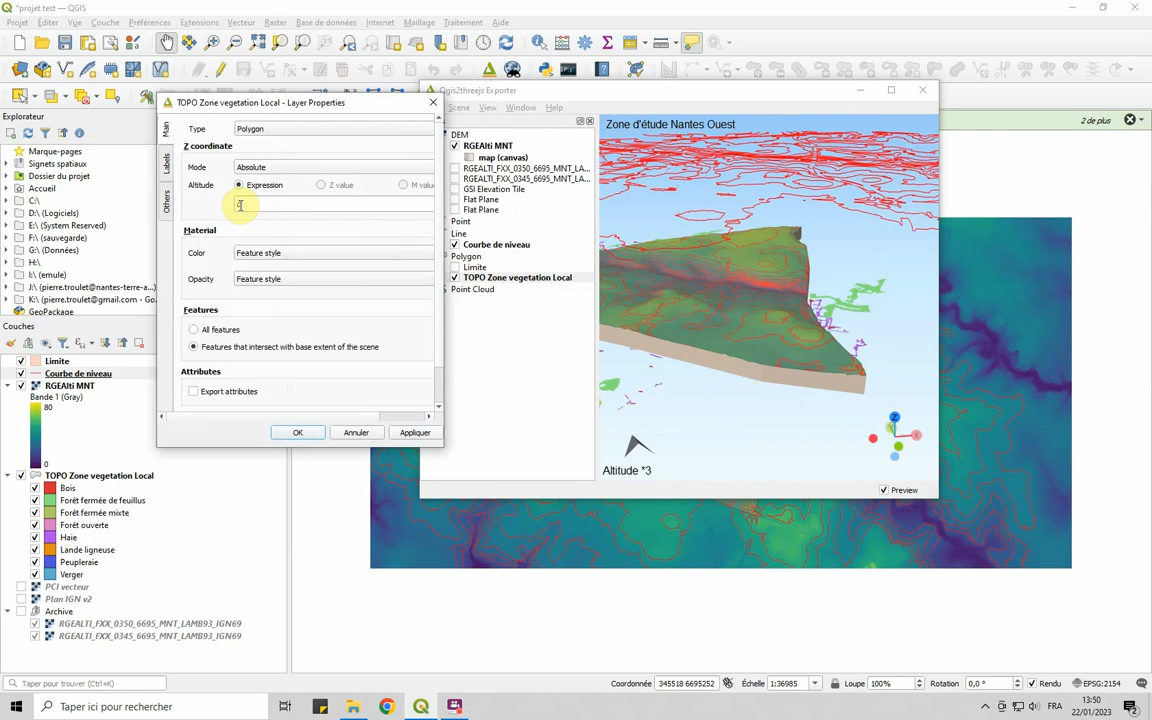 *projet test — QGIS
Projet Éditer Vue Couche Préférences Extensions Vecteur Raster Base de données Internet Maillage Traitement Aide
Explorateur
Marque-pages
Signets spatiaux
Dossier du projet
Accueil
C:\
D:\ (Logiciels)
E:\ (System Reserved)
F:\ (sauvegarde)
G:\ (Données)
H:\
I:\ (emule)
J:\ (pierre.troulet@nantes-terre-a...
K:\ (pierre.troulet@gmail.com - Go...
GeoPackage
Couches
Limite
Courbe de niveau
RGEAlti MNT
Bande 1 (Gray)
80
0
TOPO Zone vegetation Local
Bois
Forêt fermée de feuillus
Forêt fermée mixte
Forêt ouverte
Haie
Lande ligneuse
Peupleraie
Verger
PCI vecteur
Plan IGN v2
Archive
RGEALTI_FXX_0350_6695_MNT_LAMB93_IGN69
RGEALTI_FXX_0345_6695_MNT_LAMB93_IGN69
TOPO Zone vegetation Local - Layer Properties
Main
Labels
Others
Type Polygon
Z coordinate
Mode Absolute
Altitude Expression Z value M valu
Material
Color Feature style
Opacity Feature style
Features
All features
Features that intersect with base extent of the scene
Attributes
Export attributes
OK Annuler Appliquer
Qgis2threejs Exporter
Scene View Window Help
DEM
RGEAlti MNT
map (canvas)
RGEALTI_FXX_0350_6695_MNT_LA...
RGEALTI_FXX_0345_6695_MNT_LA...
GSI Elevation Tile
Flat Plane
Flat Plane
Point
Line
Courbe de niveau
Polygon
Limite
TOPO Zone vegetation Local
Point Cloud
Zone d'étude Nantes Ouest
Altitude *3
Z
X
Preview
2 de plus
Taper pour trouver (Ctrl+K)
Coordonnée 345518 6695252 Échelle 1:36985 Loupe 100% Rotation 0,0 ° Rendu EPSG:2154
Taper ici pour rechercher
FRA
13:50
22/01/2023
2